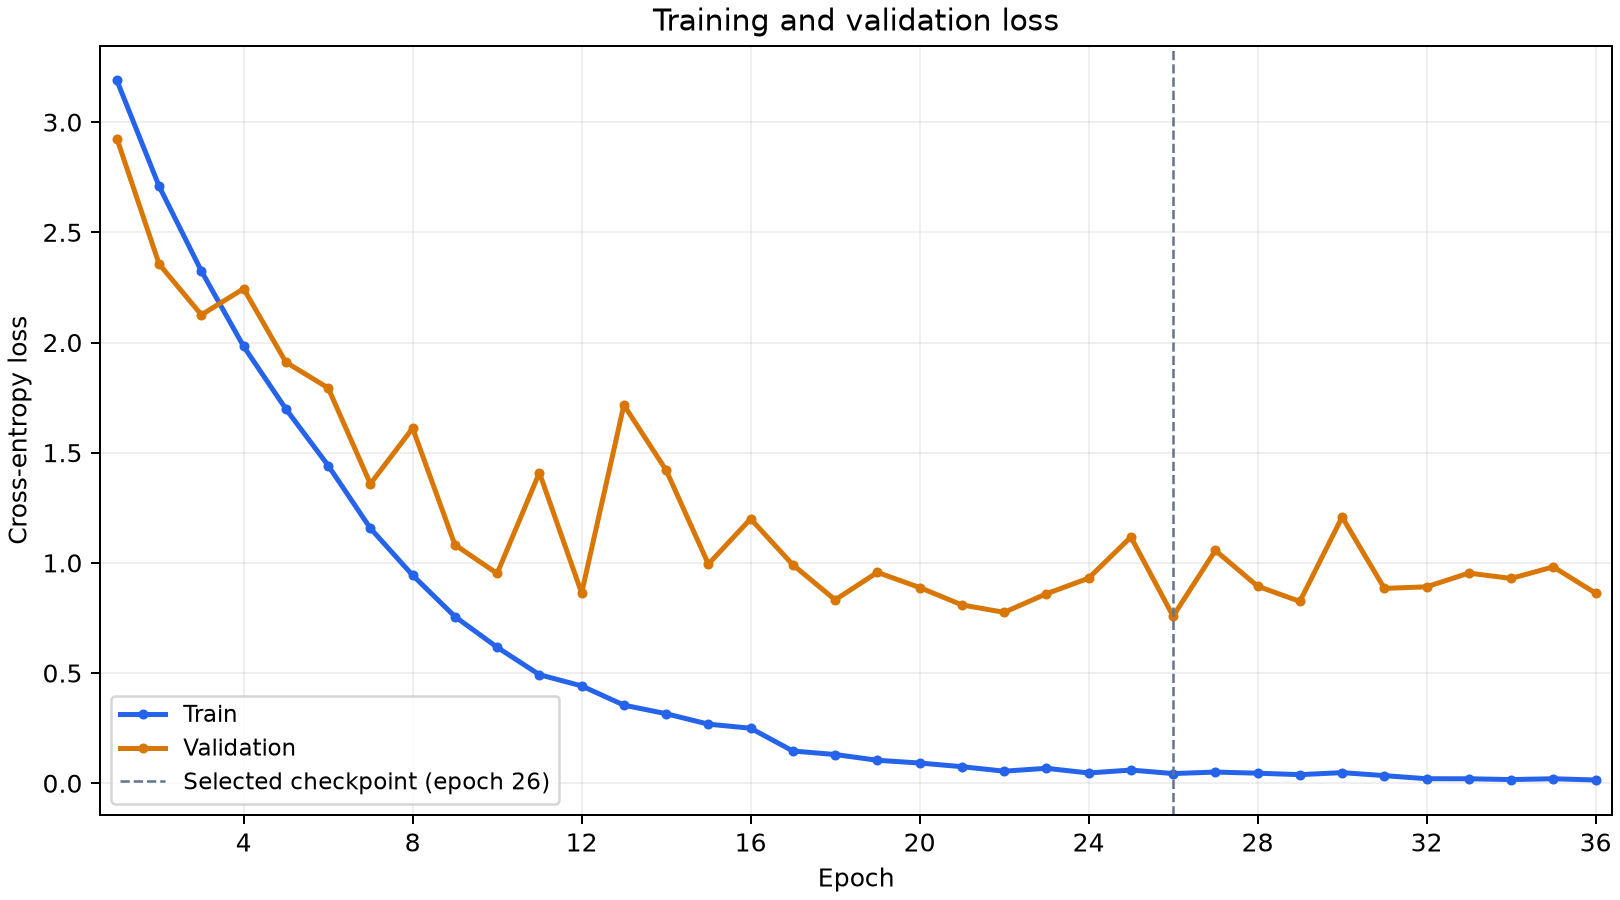 Training and validation loss
Cross-entropy loss
3.0
2.5
2.0
1.5
1.0
0.5
0.0
Train
Validation
Selected checkpoint (epoch 26)
4 8 12 16 20 24 28 32 36
Epoch